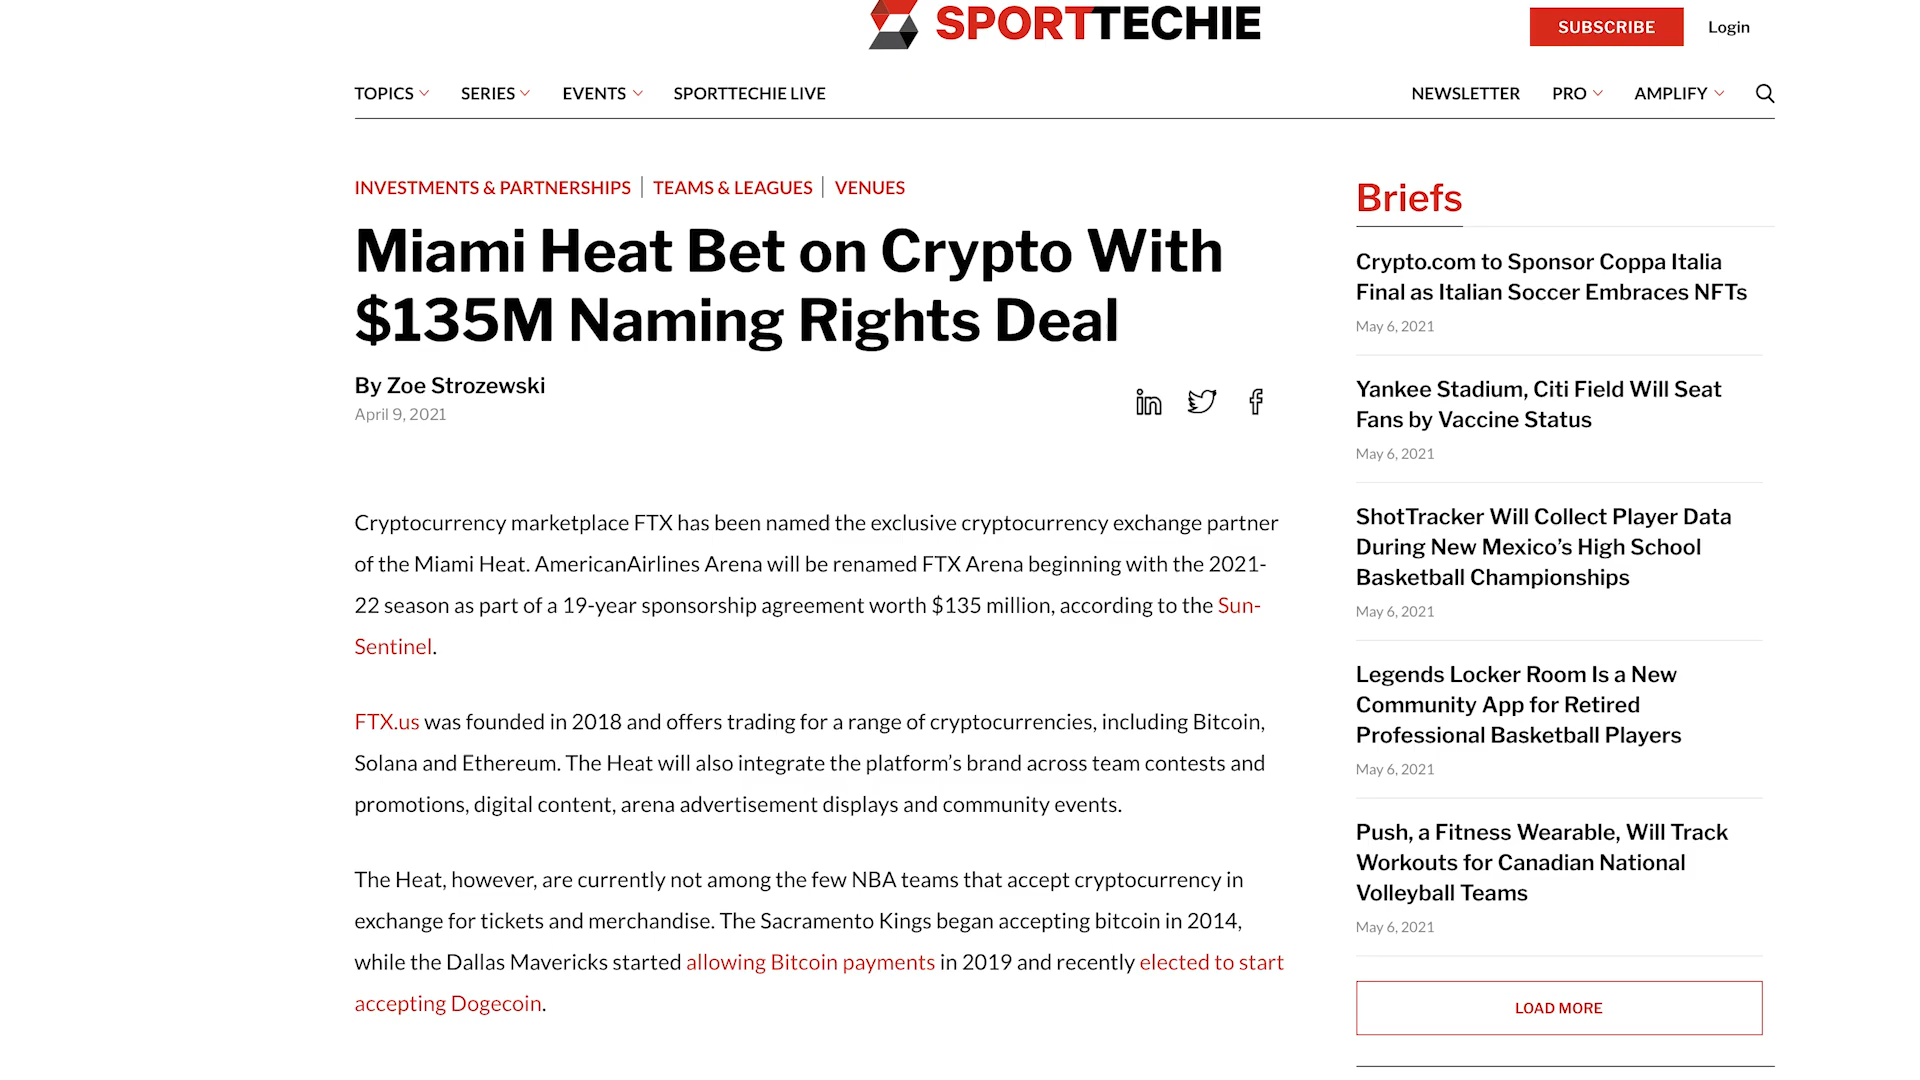 SPORTTECHIE
SUBSCRIBE
Login
TOPICS
SERIES
EVENTS
SPORTTECHIE LIVE
NEWSLETTER
PRO
AMPLIFY
INVESTMENTS & PARTNERSHIPS | TEAMS & LEAGUES | VENUES
Miami Heat Bet on Crypto With
$135M Naming Rights Deal
By Zoe Strozewski
April 9, 2021
Cryptocurrency marketplace FTX has been named the exclusive cryptocurrency exchange partner
of the Miami Heat. AmericanAirlines Arena will be renamed FTX Arena beginning with the 2021-
22 season as part of a 19-year sponsorship agreement worth $135 million, according to the Sun-
Sentinel.
FTX.us was founded in 2018 and offers trading for a range of cryptocurrencies, including Bitcoin,
Solana and Ethereum. The Heat will also integrate the platform’s brand across team contests and
promotions, digital content, arena advertisement displays and community events.
The Heat, however, are currently not among the few NBA teams that accept cryptocurrency in
exchange for tickets and merchandise. The Sacramento Kings began accepting bitcoin in 2014,
while the Dallas Mavericks started allowing Bitcoin payments in 2019 and recently elected to start
accepting Dogecoin.
Briefs
Crypto.com to Sponsor Coppa Italia
Final as Italian Soccer Embraces NFTs
May 6, 2021
Yankee Stadium, Citi Field Will Seat
Fans by Vaccine Status
May 6, 2021
ShotTracker Will Collect Player Data
During New Mexico’s High School
Basketball Championships
May 6, 2021
Legends Locker Room Is a New
Community App for Retired
Professional Basketball Players
May 6, 2021
Push, a Fitness Wearable, Will Track
Workouts for Canadian National
Volleyball Teams
May 6, 2021
LOAD MORE